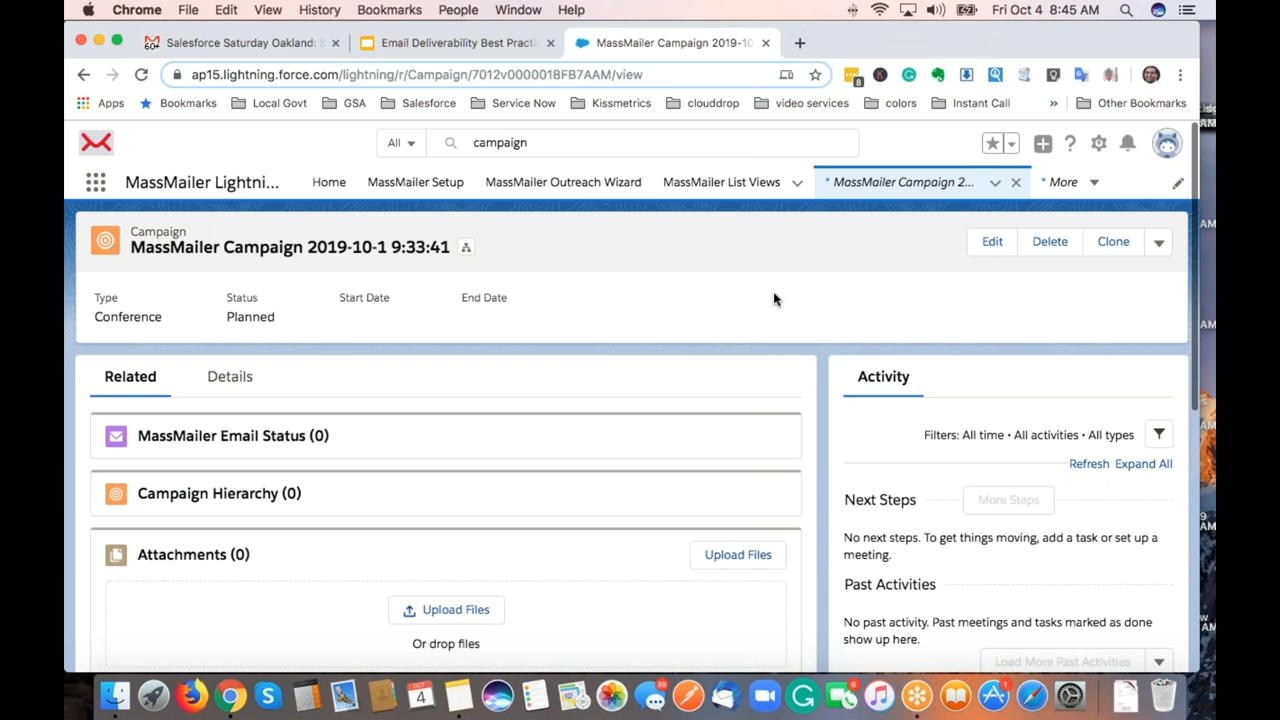 Chrome File Edit View History Bookmarks People Window Help Fri Oct 4 8:45 AM
60+ Salesforce Saturday Oakland: Email Deliverability Best Practi MassMailer Campaign 2019-10
ap15.lightning.force.com/lightning/r/Campaign/7012v0000018FB7AAM/view 8
Apps Bookmarks Local Govt GSA Salesforce Service Now Kissmetrics clouddrop video services colors Instant Call » Other Bookmarks
All campaign
MassMailer Lightni... Home MassMailer Setup MassMailer Outreach Wizard MassMailer List Views * MassMailer Campaign 2... * More
Campaign
MassMailer Campaign 2019-10-1 9:33:41
Edit Delete Clone
Type Status Start Date End Date
Conference Planned
Related Details Activity
MassMailer Email Status (0)
Filters: All time • All activities • All types
Refresh Expand All
Campaign Hierarchy (0)
Next Steps More Steps
No next steps. To get things moving, add a task or set up a
meeting.
Attachments (0) Upload Files
Past Activities
Upload Files
No past activity. Past meetings and tasks marked as done
show up here.
Or drop files
Load More Past Activities
OCT
4
39
1